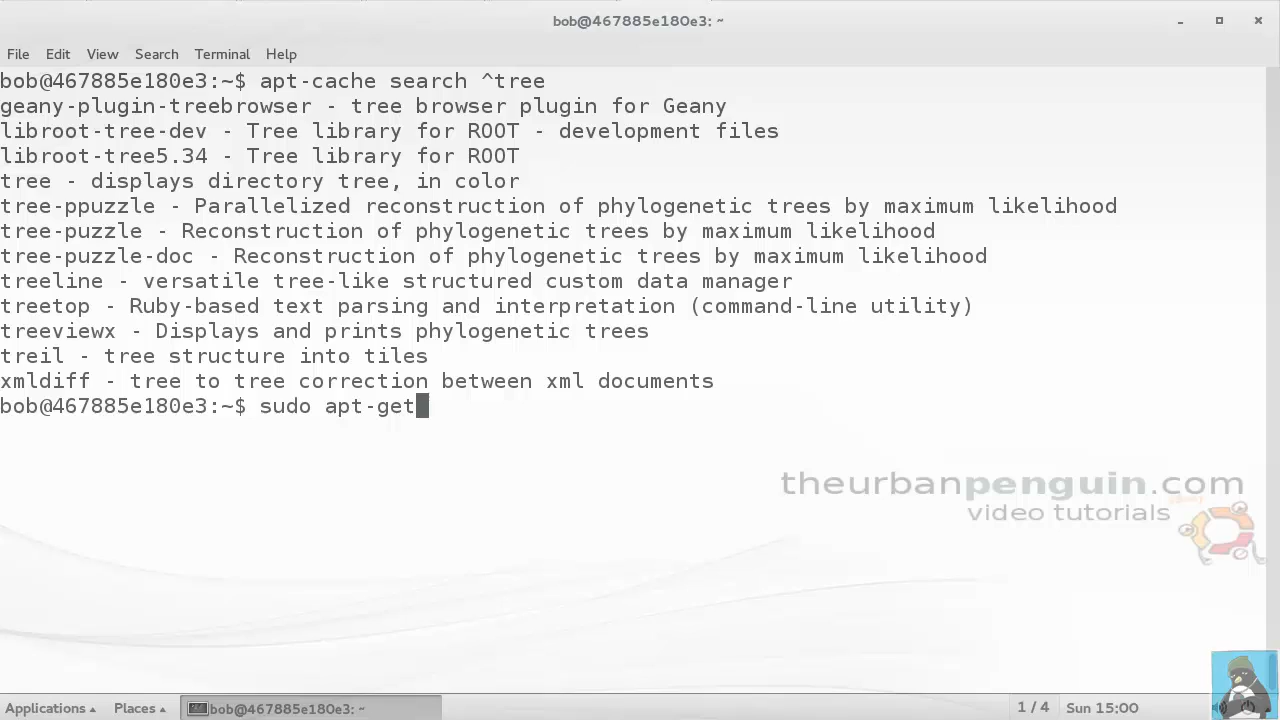 bob@467885e180e3: ~
File Edit View Search Terminal Help
bob@467885e180e3:~$ apt-cache search ^tree
geany-plugin-treebrowser - tree browser plugin for Geany
libroot-tree-dev - Tree library for ROOT - development files
libroot-tree5.34 - Tree library for ROOT
tree - displays directory tree, in color
tree-ppuzzle - Parallelized reconstruction of phylogenetic trees by maximum likelihood
tree-puzzle - Reconstruction of phylogenetic trees by maximum likelihood
tree-puzzle-doc - Reconstruction of phylogenetic trees by maximum likelihood
treeline - versatile tree-like structured custom data manager
treetop - Ruby-based text parsing and interpretation (command-line utility)
treeviewx - Displays and prints phylogenetic trees
treil - tree structure into tiles
xmldiff - tree to tree correction between xml documents
bob@467885e180e3:~$ sudo apt-get
theurbanpenguin.com
video tutorials
Applications Places bob@467885e180e3: ~ 1 / 4 Sun 15:00